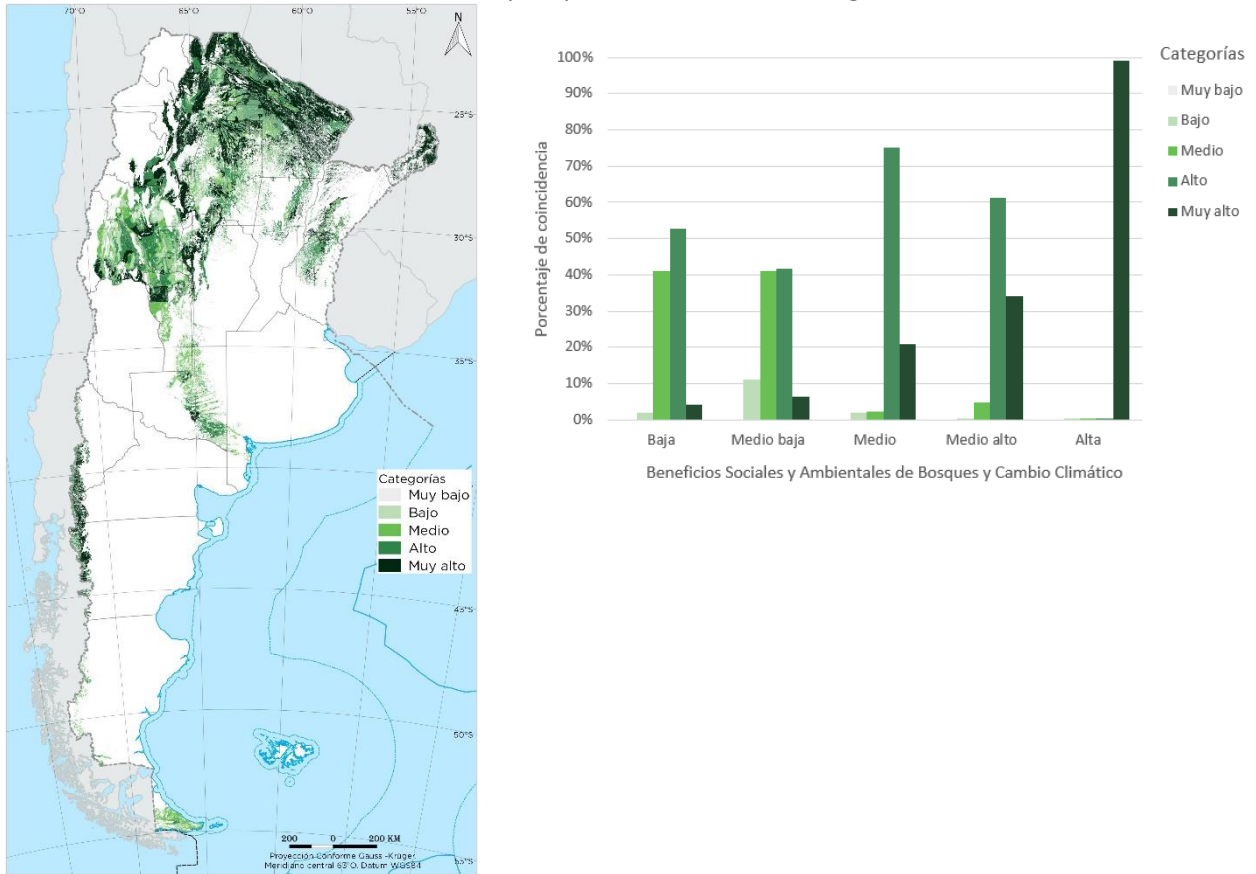 70°O 65°O 60°O
N
25°S
30°S
35°S
45°S
50°S
55°S
Categorías
Muy bajo
Bajo
Medio
Alto
Muy alto
200 0 200 KM
Proyección Conforme Gauss -Krüger
Meridiano central 63°O. Datum WGS84
Categorías
Muy bajo
Bajo
Medio
Alto
Muy alto
Porcentaje de coincidencia
100%
90%
80%
70%
60%
50%
40%
30%
20%
10%
0%
Baja Medio baja Medio Medio alto Alta
Beneficios Sociales y Ambientales de Bosques y Cambio Climático